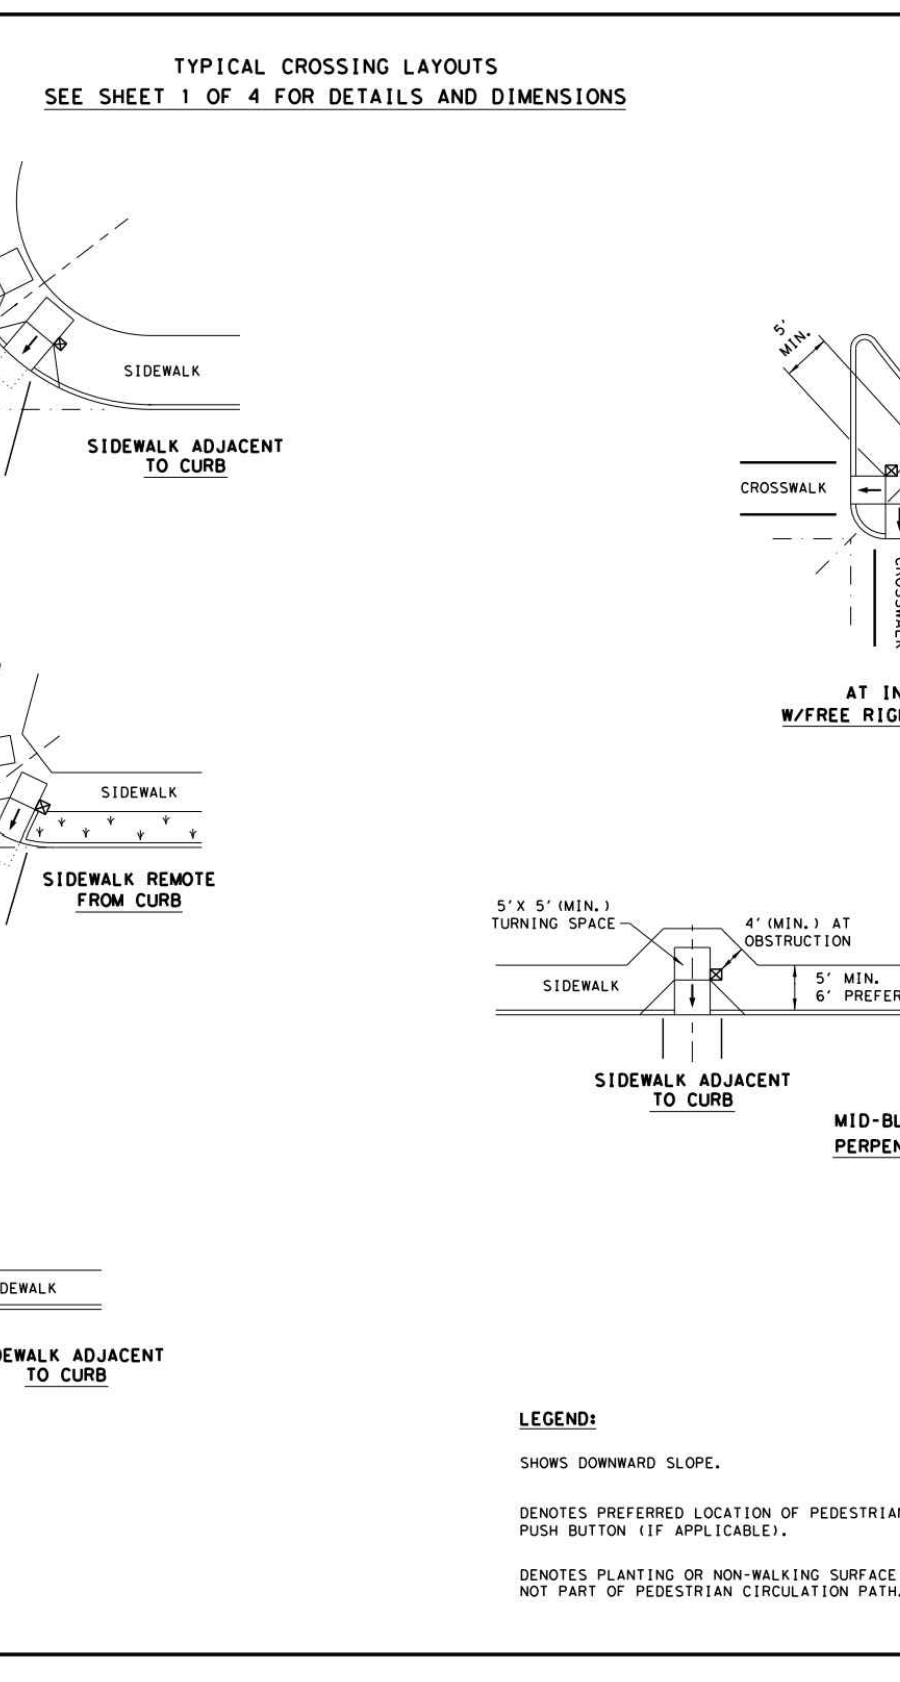 TYPICAL CROSSING LAYOUTS
SEE SHEET 1 OF 4 FOR DETAILS AND DIMENSIONS
SIDEWALK
SIDEWALK ADJACENT
TO CURB
5'
MIN.
CROSSWALK
CROSSWALK
AT IN
W/FREE RIG
SIDEWALK
SIDEWALK REMOTE
FROM CURB
5'X 5'(MIN.)
TURNING SPACE
4'(MIN.) AT
OBSTRUCTION
SIDEWALK
5' MIN.
6' PREFER
SIDEWALK ADJACENT
TO CURB
MID-BL
PERPEN
DEWALK
DEWALK ADJACENT
TO CURB
LEGEND:
SHOWS DOWNWARD SLOPE.
DENOTES PREFERRED LOCATION OF PEDESTRIAN
PUSH BUTTON (IF APPLICABLE).
DENOTES PLANTING OR NON-WALKING SURFACE
NOT PART OF PEDESTRIAN CIRCULATION PATH.